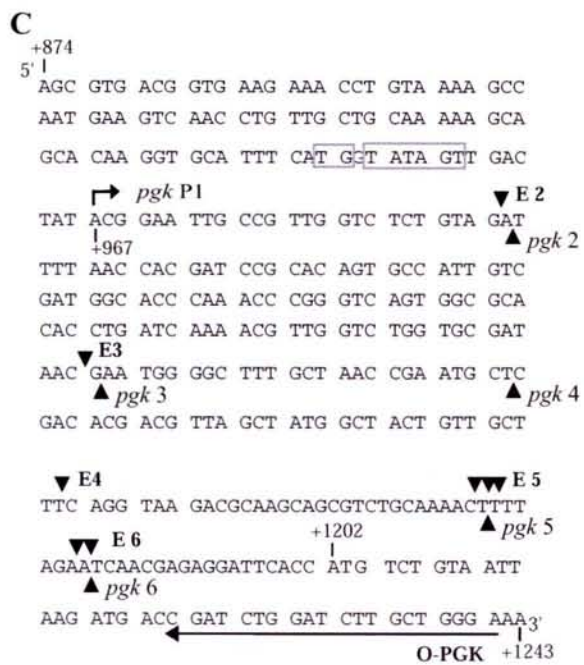 C
+874
5' AGC GTG ACG GTG AAG AAA CCT GTA AAA GCC
AAT GAA GTC AAC CTG TTG CTG CAA AAA GCA
GCA CAA GGT GCA TTT CAT GGT ATAGTT GAC
pgk P1
E 2
TAT ACG GAA TTG CCG TTG GTC TCT GTA GAT
+967
pgk 2
TTT AAC CAC GAT CCG CAC AGT GCC ATT GTC
GAT GGC ACC CAA ACC CGG GTC AGT GGC GCA
CAC CTG ATC AAA ACG TTG GTC TGG TGC GAT
E3
AAC GAA TGG GGC TTT GCT AAC CGA ATG CTC
pgk 3
pgk 4
GAC ACG ACG TTA GCT ATG GCT ACT GTT GCT
E4
E 5
TTC AGG TAA GACGCAAGCAGCGTCTGCAAAACTTTT
pgk 5
E 6
+1202
AGAATCAACGAGAGGATTCACC ATG TCT GTA ATT
pgk 6
AAG ATG ACC GAT CTG GAT CTT GCT GGG AAA3'
O-PGK
+1243